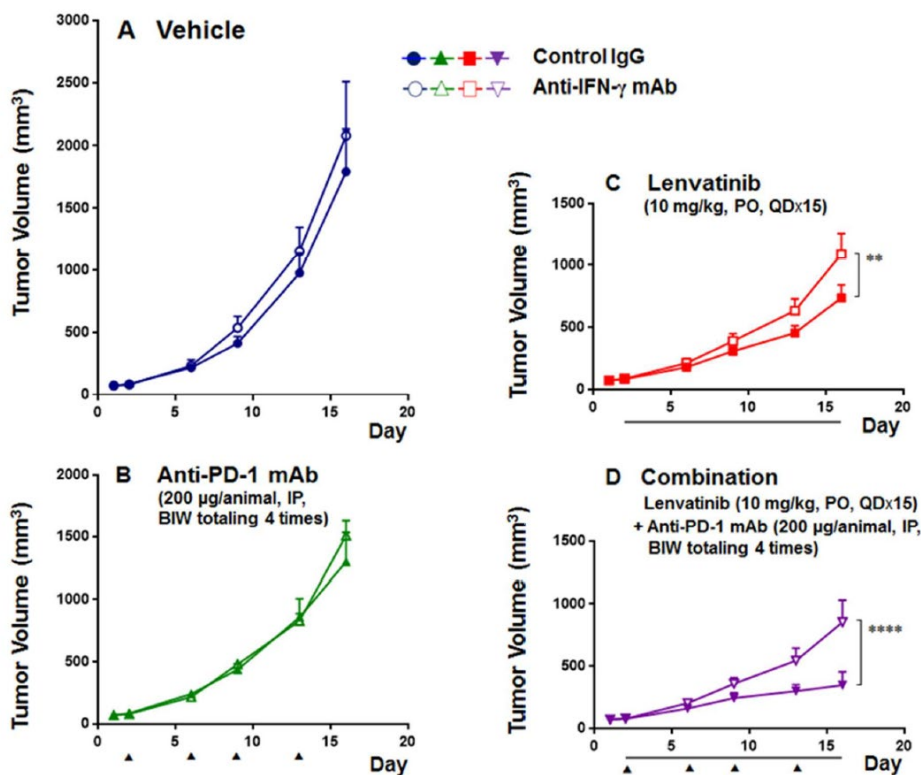 A Vehicle
Control IgG
Anti-IFN-γ mAb
Tumor Volume (mm³)
3000
2500
2000
1500
1000
500
0
0 5 10 15 20
Day
C Lenvatinib
(10 mg/kg, PO, QDx15)
**
Tumor Volume (mm³)
1500
1000
500
0
0 5 10 15 20
Day
B Anti-PD-1 mAb
(200 µg/animal, IP,
BIW totaling 4 times)
Tumor Volume (mm³)
2000
1500
1000
500
0
0 5 10 15 20
Day
D Combination
Lenvatinib (10 mg/kg, PO, QDx15)
+ Anti-PD-1 mAb (200 µg/animal, IP,
BIW totaling 4 times)
****
Tumor Volume (mm³)
1000
500
0
0 5 10 15 20
Day